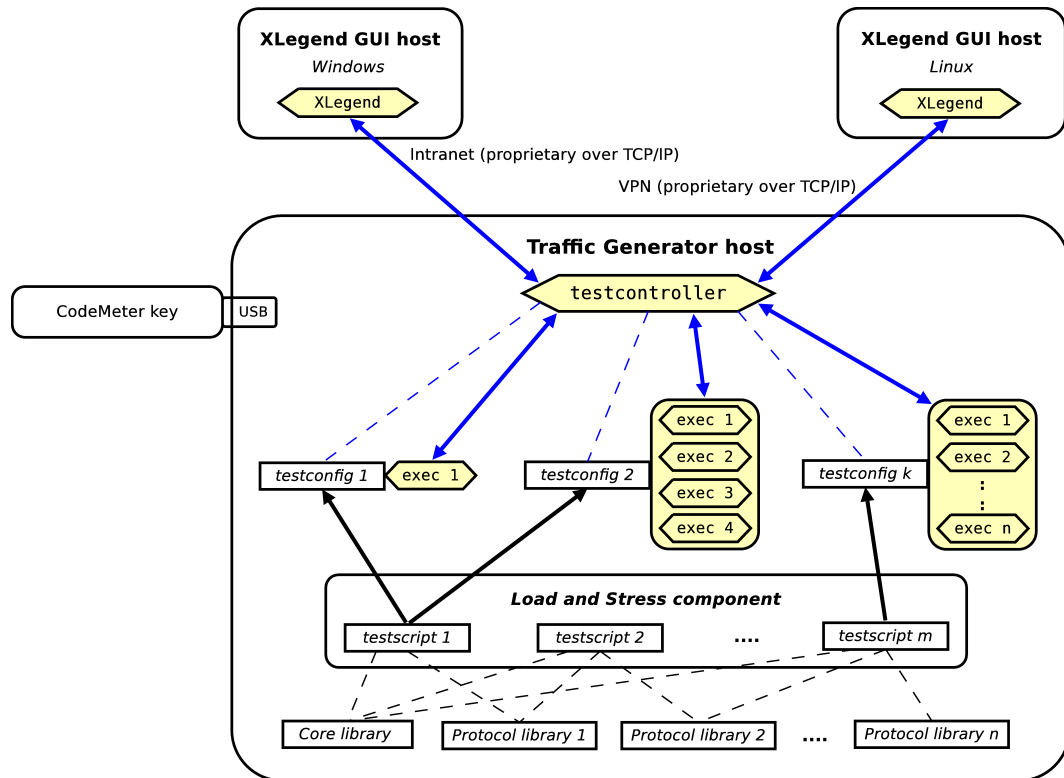 XLegend GUI host
Windows
XLegend
XLegend GUI host
Linux
XLegend
Intranet (proprietary over TCP/IP)
VPN (proprietary over TCP/IP)
Traffic Generator host
testcontroller
CodeMeter key
USB
testconfig 1
exec 1
testconfig 2
exec 1
exec 2
exec 3
exec 4
testconfig k
exec 1
exec 2
:
:
exec n
Load and Stress component
testscript 1
testscript 2
....
testscript m
Core library
Protocol library 1
Protocol library 2
....
Protocol library n